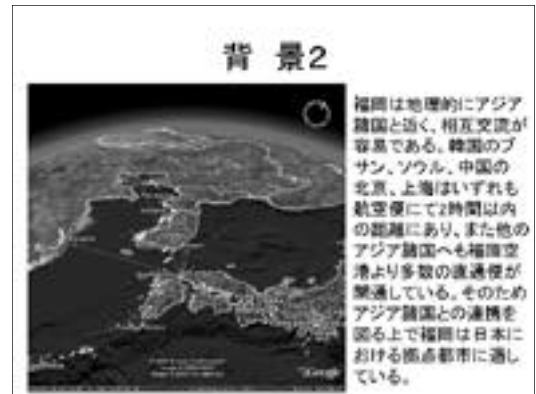 背 景2
福岡は地理的にアジア
諸国と近く、相互交流が
容易である。韓国のプ
サン、ソウル、中国の
北京、上海はいずれも
航空便にて2時間以内
の距離にあり、また他の
アジア諸国へも福岡空
港より多数の直通便が
開通している。そのため
アジア諸国との連携を
図る上で福岡は日本に
おける拠点都市に適し
ている。
Google